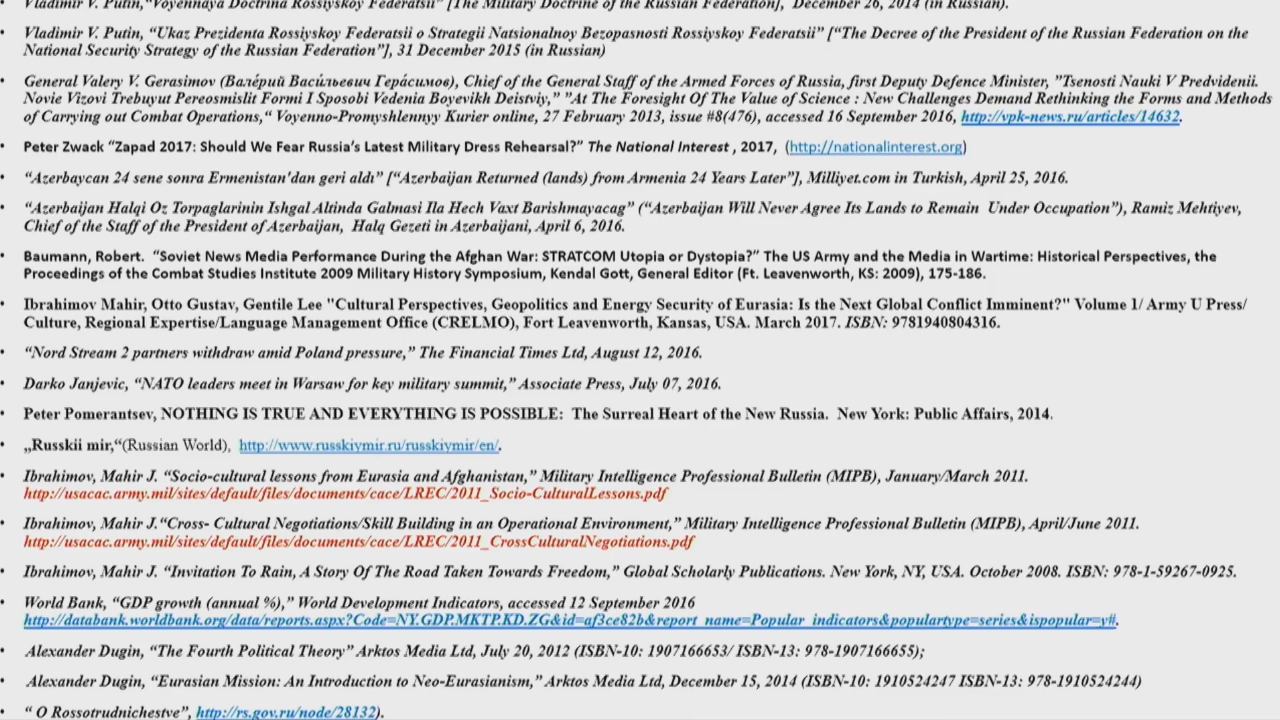 • Vladimir V. Putin,“Voyennaya Doctrina Rossiyskoy Federatsii” [The Military Doctrine of the Russian Federation], December 26, 2014 (in Russian).
• Vladimir V. Putin, “Ukaz Prezidenta Rossiyskoy Federatsii o Strategii Natsionalnoy Bezopasnosti Rossiyskoy Federatsii” [“The Decree of the President of the Russian Federation on the
National Security Strategy of the Russian Federation”], 31 December 2015 (in Russian)
• General Valery V. Gerasimov (Вале́рий Васи́льевич Гера́симов), Chief of the General Staff of the Armed Forces of Russia, first Deputy Defence Minister, ”Tsenosti Nauki V Predvidenii.
Novie Vizovi Trebuyut Pereosmislit Formi I Sposobi Vedenia Boyevikh Deistviy,” ”At The Foresight Of The Value of Science : New Challenges Demand Rethinking the Forms and Methods
of Carrying out Combat Operations,“ Voyenno-Promyshlennyy Kurier online, 27 February 2013, issue #8(476), accessed 16 September 2016, http://vpk-news.ru/articles/14632.
• Peter Zwack “Zapad 2017: Should We Fear Russia’s Latest Military Dress Rehearsal?” The National Interest , 2017, (http://nationalinterest.org)
• “Azerbaycan 24 sene sonra Ermenistan'dan geri aldı” [“Azerbaijan Returned (lands) from Armenia 24 Years Later”], Milliyet.com in Turkish, April 25, 2016.
• “Azerbaijan Halqi Oz Torpaglarinin Ishgal Altinda Galmasi Ila Hech Vaxt Barishmayacag” (“Azerbaijan Will Never Agree Its Lands to Remain Under Occupation”), Ramiz Mehtiyev,
Chief of the Staff of the President of Azerbaijan, Halq Gezeti in Azerbaijani, April 6, 2016.
• Baumann, Robert. “Soviet News Media Performance During the Afghan War: STRATCOM Utopia or Dystopia?” The US Army and the Media in Wartime: Historical Perspectives, the
Proceedings of the Combat Studies Institute 2009 Military History Symposium, Kendal Gott, General Editor (Ft. Leavenworth, KS: 2009), 175-186.
• Ibrahimov Mahir, Otto Gustav, Gentile Lee "Cultural Perspectives, Geopolitics and Energy Security of Eurasia: Is the Next Global Conflict Imminent?" Volume 1/ Army U Press/
Culture, Regional Expertise/Language Management Office (CRELMO), Fort Leavenworth, Kansas, USA. March 2017. ISBN: 9781940804316.
• “Nord Stream 2 partners withdraw amid Poland pressure,” The Financial Times Ltd, August 12, 2016.
• Darko Janjevic, “NATO leaders meet in Warsaw for key military summit,” Associate Press, July 07, 2016.
• Peter Pomerantsev, NOTHING IS TRUE AND EVERYTHING IS POSSIBLE: The Surreal Heart of the New Russia. New York: Public Affairs, 2014.
• „Russkii mir,“(Russian World), http://www.russkiymir.ru/russkiymir/en/.
• Ibrahimov, Mahir J. “Socio-cultural lessons from Eurasia and Afghanistan,” Military Intelligence Professional Bulletin (MIPB), January/March 2011.
http://usacac.army.mil/sites/default/files/documents/cace/LREC/2011_Socio-CulturalLessons.pdf
• Ibrahimov, Mahir J.“Cross- Cultural Negotiations/Skill Building in an Operational Environment,” Military Intelligence Professional Bulletin (MIPB), April/June 2011.
http://usacac.army.mil/sites/default/files/documents/cace/LREC/2011_CrossCulturalNegotiations.pdf
• Ibrahimov, Mahir J. “Invitation To Rain, A Story Of The Road Taken Towards Freedom,” Global Scholarly Publications. New York, NY, USA. October 2008. ISBN: 978-1-59267-0925.
• World Bank, “GDP growth (annual %),” World Development Indicators, accessed 12 September 2016
http://databank.worldbank.org/data/reports.aspx?Code=NY.GDP.MKTP.KD.ZG&id=af3ce82b&report_name=Popular_indicators&populartype=series&ispopular=y#.
• Alexander Dugin, “The Fourth Political Theory” Arktos Media Ltd, July 20, 2012 (ISBN-10: 1907166653/ ISBN-13: 978-1907166655);
• Alexander Dugin, “Eurasian Mission: An Introduction to Neo-Eurasianism,” Arktos Media Ltd, December 15, 2014 (ISBN-10: 1910524247 ISBN-13: 978-1910524244)
• “ O Rossotrudnichestve”, http://rs.gov.ru/node/28132).